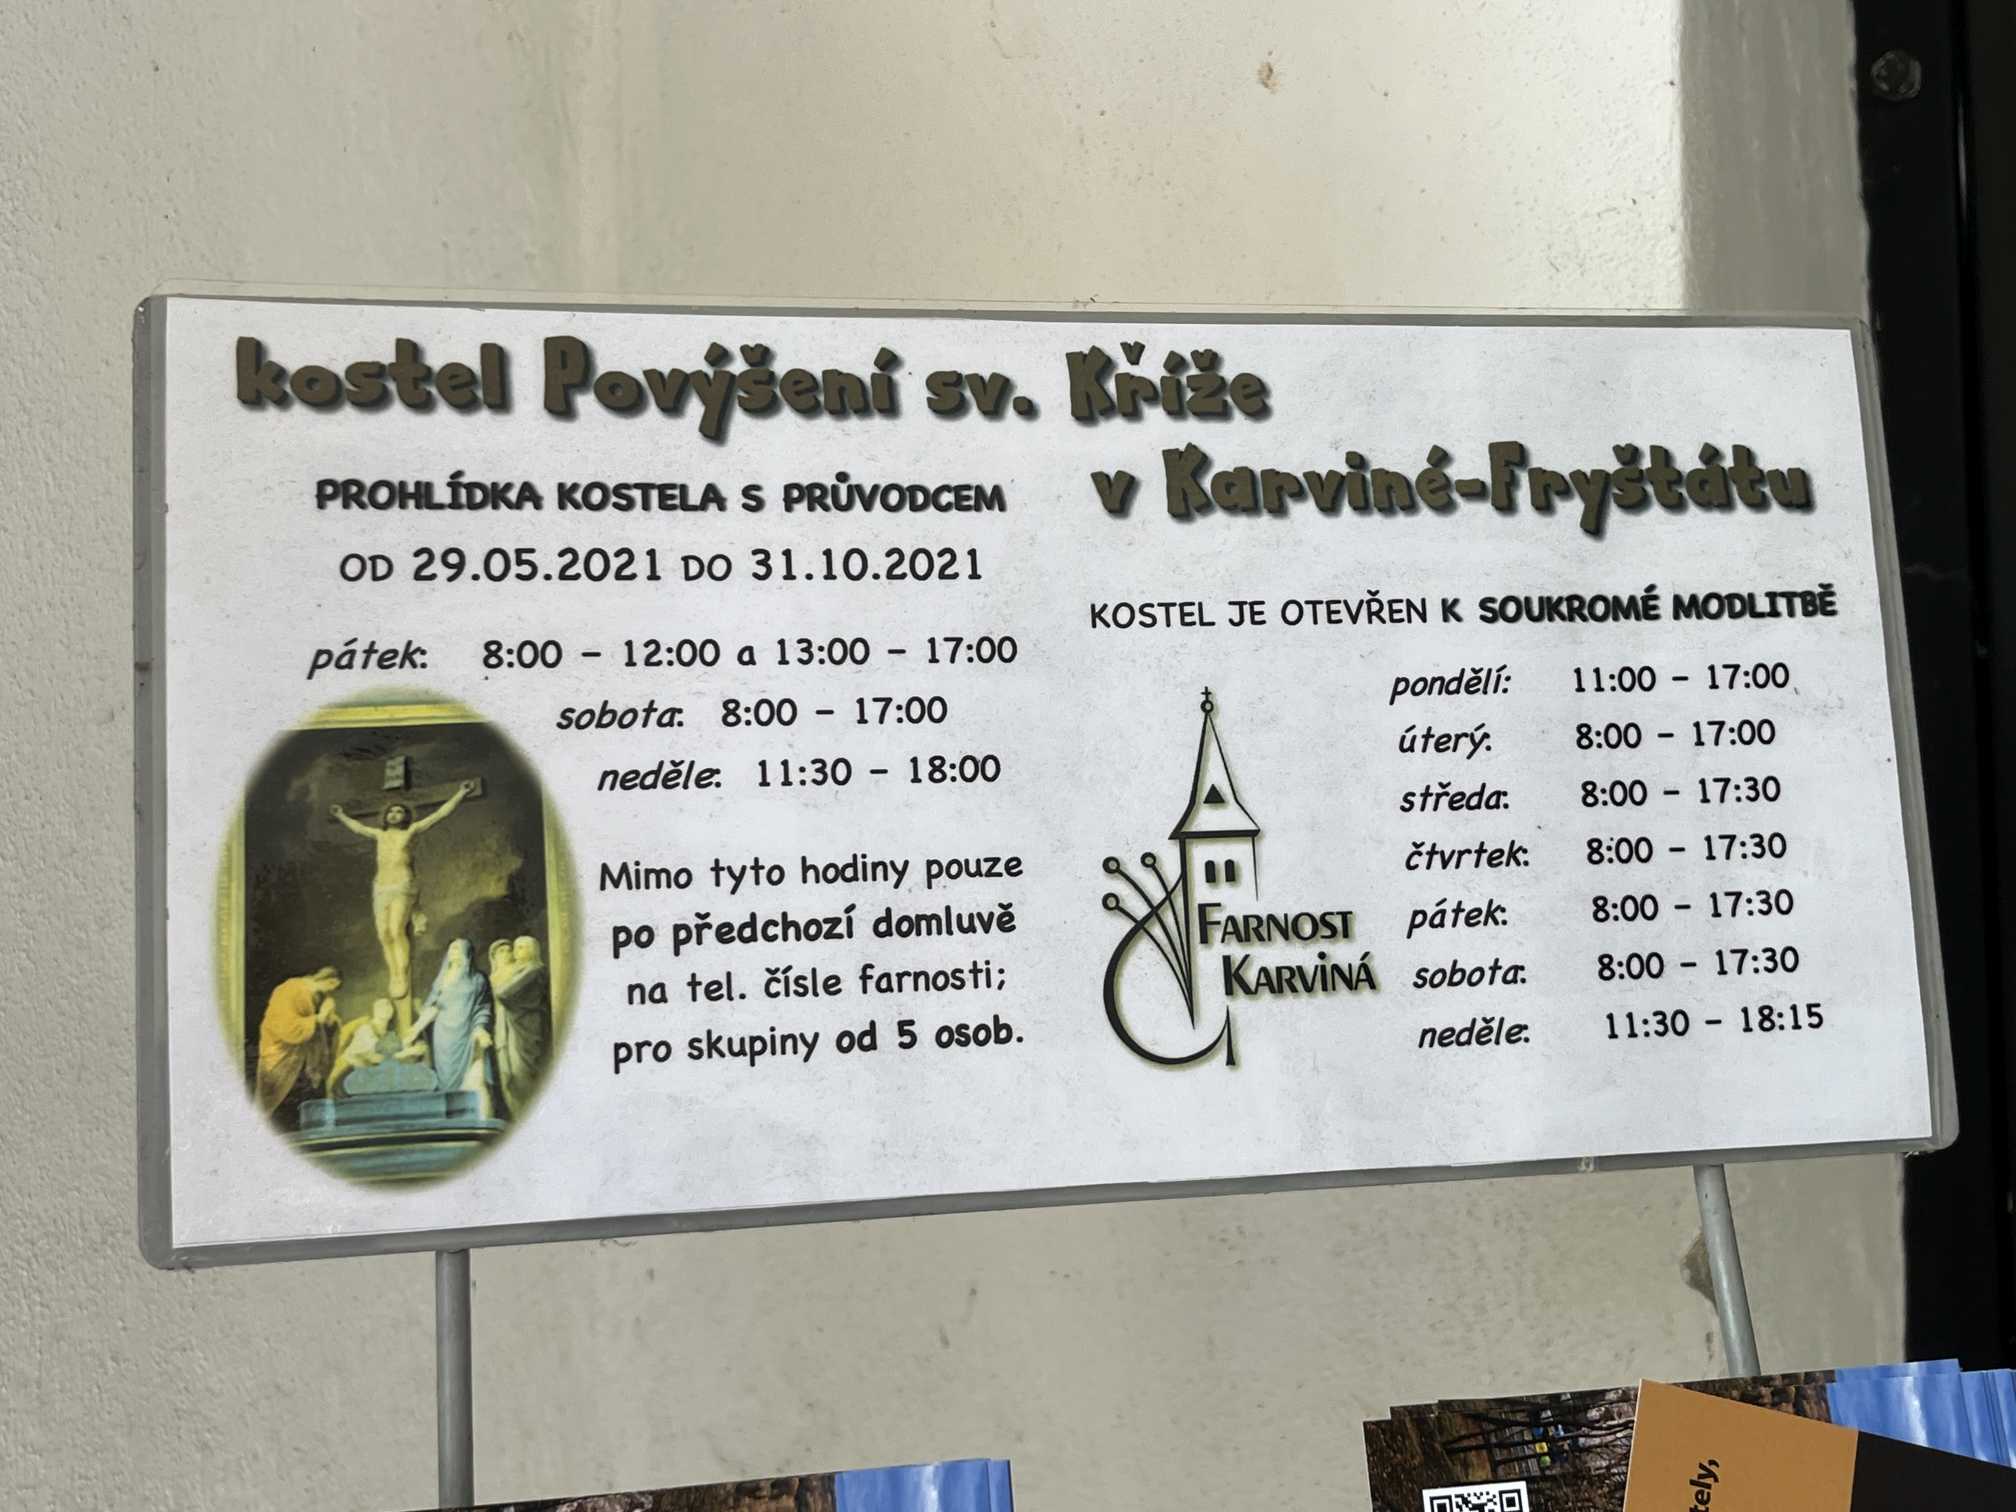 kostel Povýšení sv. Kříže
v Karviné-Fryštátu
PROHLÍDKA KOSTELA S PRŮVODCEM
OD 29.05.2021 DO 31.10.2021
pátek: 8:00 – 12:00 a 13:00 – 17:00
sobota: 8:00 – 17:00
neděle: 11:30 – 18:00
Mimo tyto hodiny pouze
po předchozí domluvě
na tel. čísle farnosti;
pro skupiny od 5 osob.
KOSTEL JE OTEVŘEN K SOUKROMÉ MODLITBĚ
pondělí: 11:00 – 17:00
úterý: 8:00 – 17:00
středa: 8:00 – 17:30
čtvrtek: 8:00 – 17:30
pátek: 8:00 – 17:30
sobota: 8:00 – 17:30
neděle: 11:30 – 18:15
FARNOST
KARVINÁ
tely,